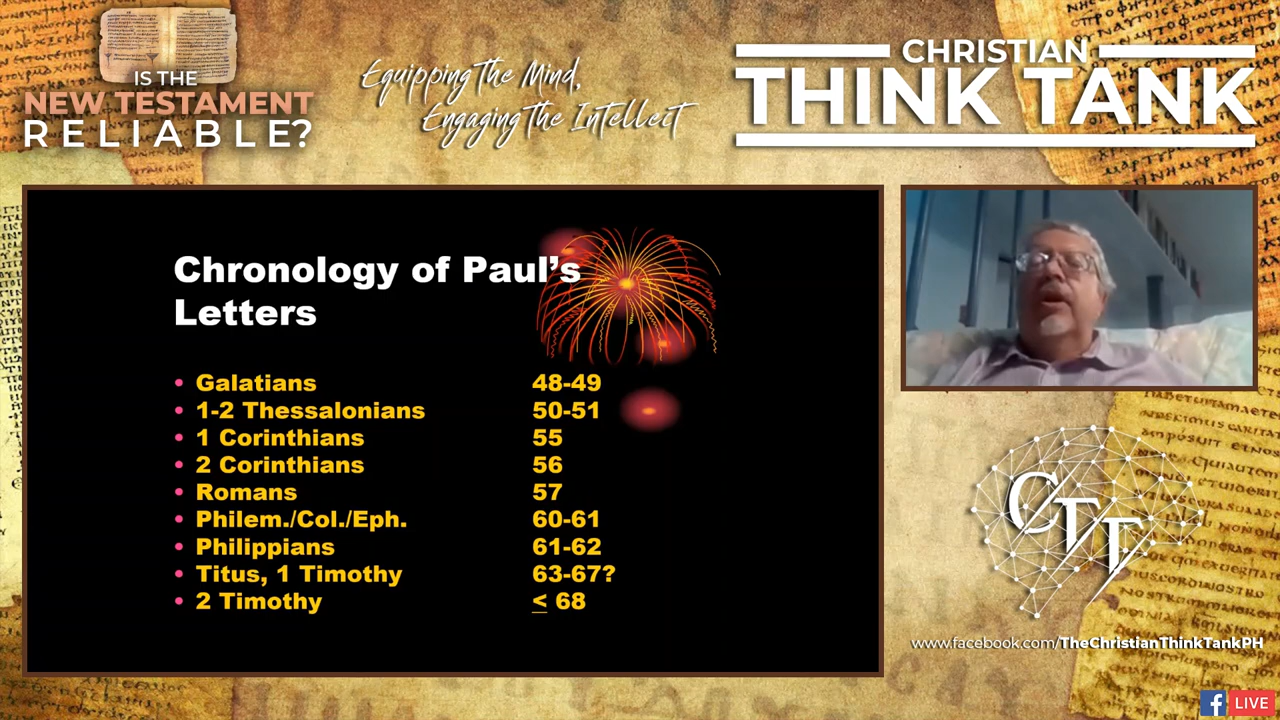 IS THE
NEW TESTAMENT
RELIABLE?
Equipping The Mind,
Engaging The Intellect
CHRISTIAN
THINK TANK
Chronology of Paul's
Letters
• Galatians 48-49
• 1-2 Thessalonians 50-51
• 1 Corinthians 55
• 2 Corinthians 56
• Romans 57
• Philem./Col./Eph. 60-61
• Philippians 61-62
• Titus, 1 Timothy 63-67?
• 2 Timothy ≤ 68
CTT
www.facebook.com/TheChristianThinkTankPH
f LIVE